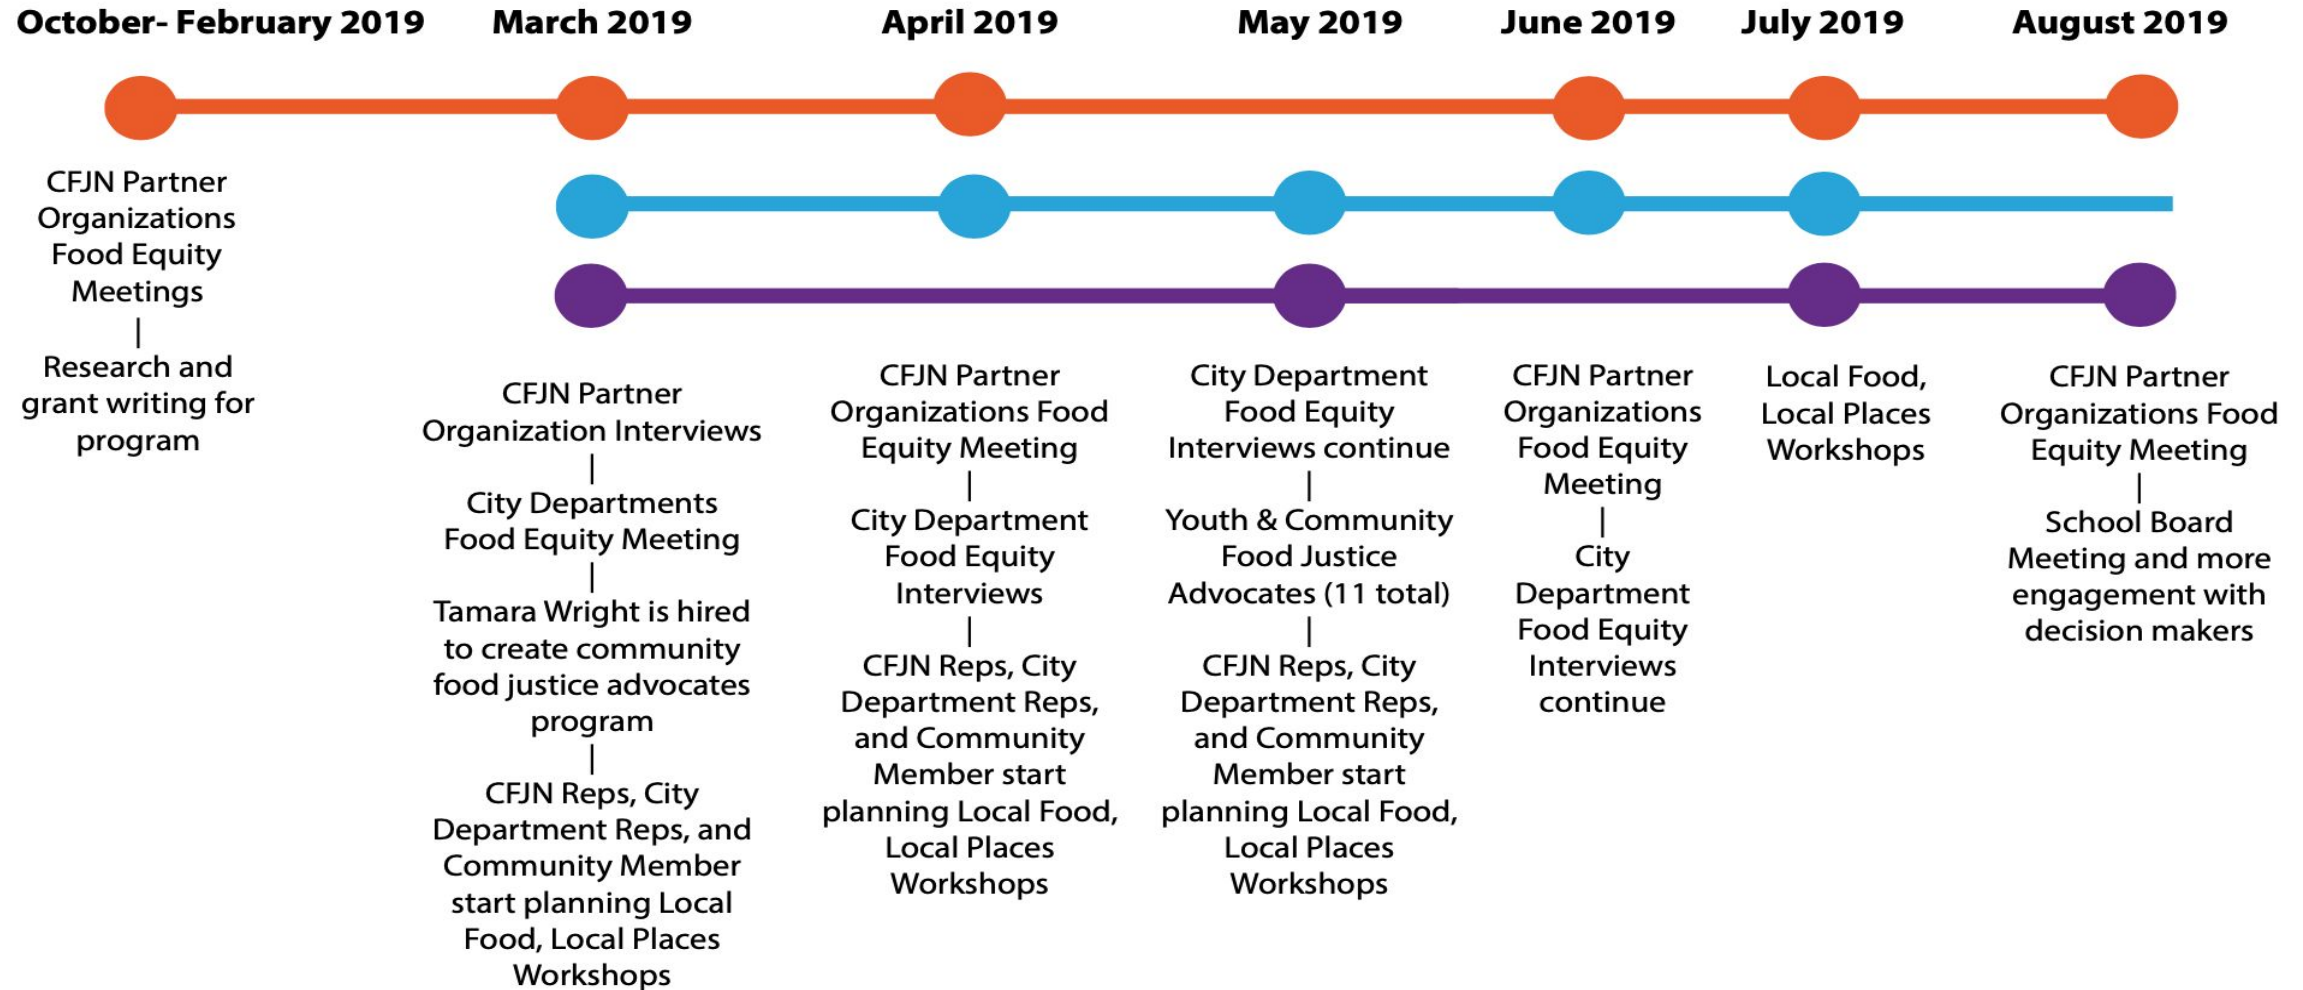 October- February 2019
March 2019
April 2019
May 2019
June 2019
July 2019
August 2019
CFJN Partner
Organizations
Food Equity
Meetings
|
Research and
grant writing for
program
CFJN Partner
Organization Interviews
|
City Departments
Food Equity Meeting
|
Tamara Wright is hired
to create community
food justice advocates
program
|
CFJN Reps, City
Department Reps, and
Community Member
start planning Local
Food, Local Places
Workshops
CFJN Partner
Organizations Food
Equity Meeting
|
City Department
Food Equity
Interviews
|
CFJN Reps, City
Department Reps,
and Community
Member start
planning Local Food,
Local Places
Workshops
City Department
Food Equity
Interviews continue
|
Youth & Community
Food Justice
Advocates (11 total)
|
CFJN Reps, City
Department Reps,
and Community
Member start
planning Local Food,
Local Places
Workshops
CFJN Partner
Organizations
Food Equity
Meeting
|
City
Department
Food Equity
Interviews
continue
Local Food,
Local Places
Workshops
CFJN Partner
Organizations Food
Equity Meeting
|
School Board
Meeting and more
engagement with
decision makers